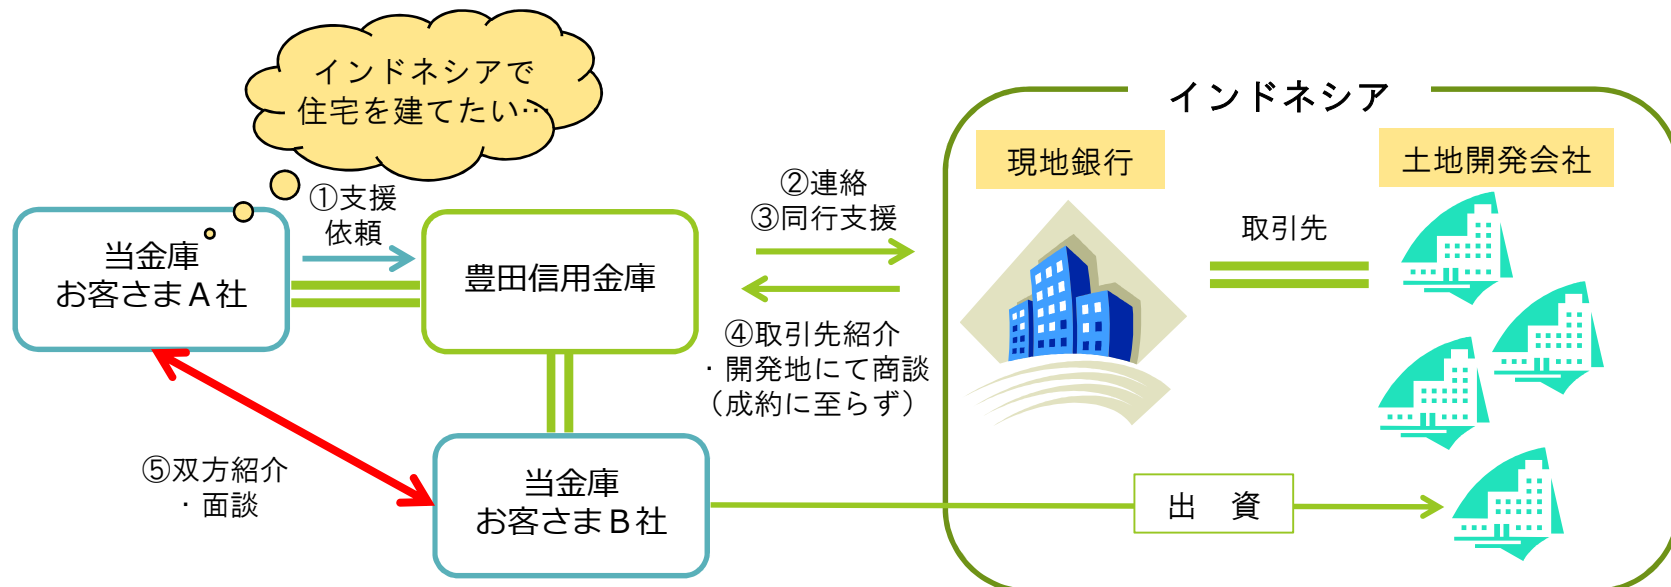 インドネシアで
住宅を建てたい…
インドネシア
現地銀行
土地開発会社
①支援
依頼
②連絡
③同行支援
取引先
当金庫
お客さまA社
豊田信用金庫
④取引先紹介
・開発地にて商談
（成約に至らず）
⑤双方紹介
・面談
当金庫
お客さまB社
出　資